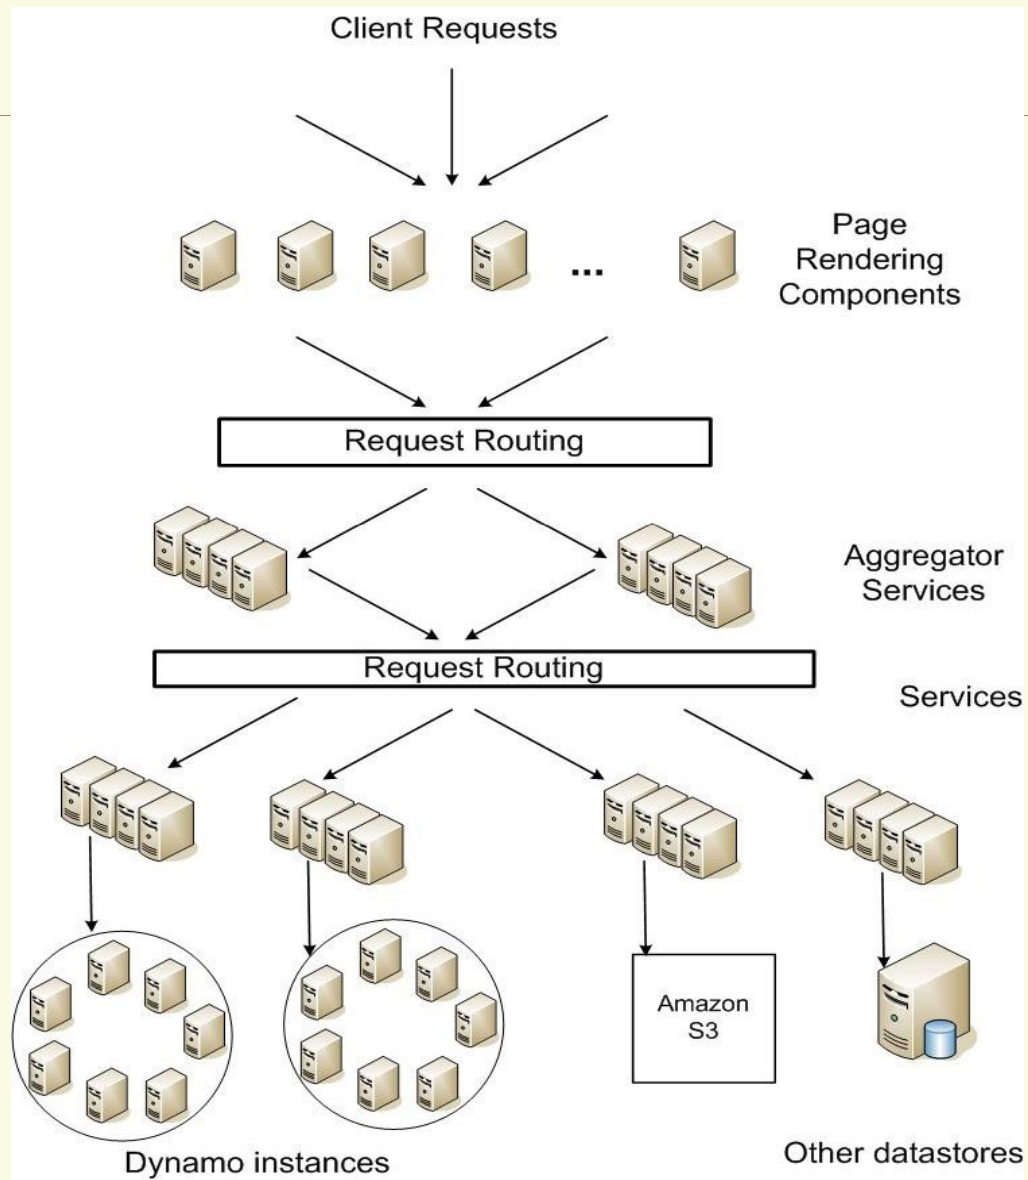 Client Requests
Page
Rendering
Components
...
Request Routing
Aggregator
Services
Request Routing
Services
Amazon
S3
Dynamo instances
Other datastores